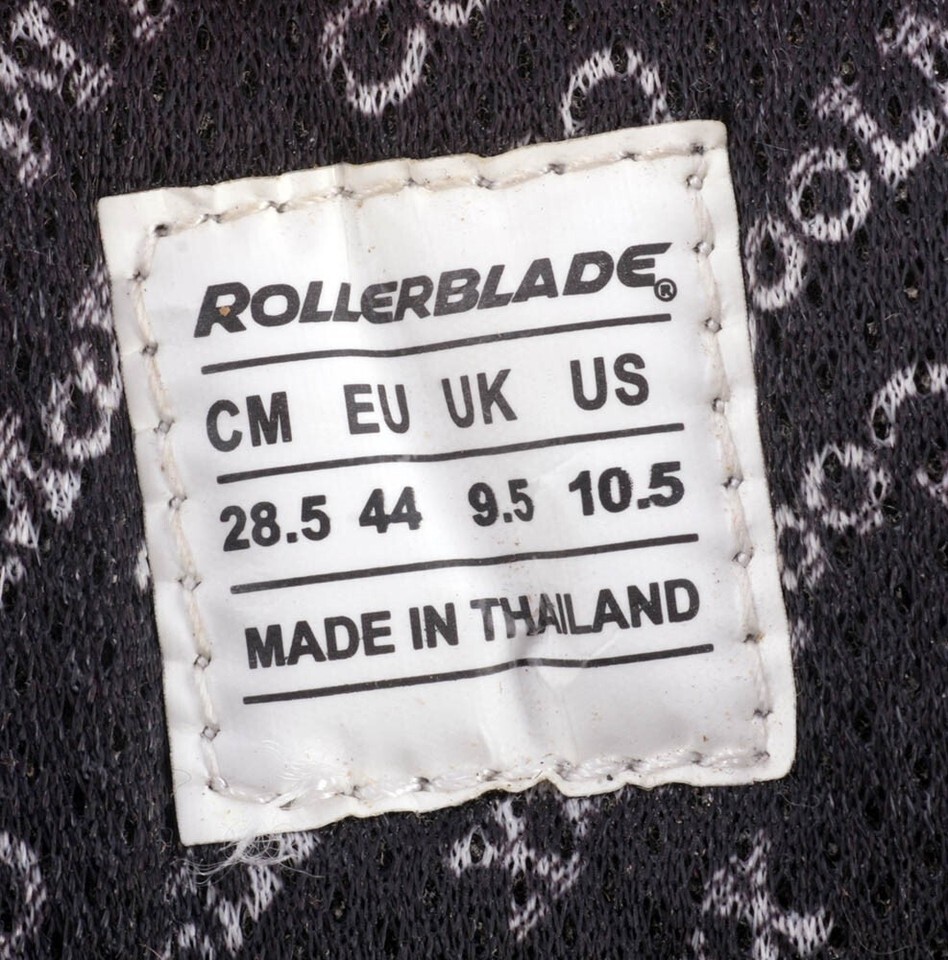 ROLLERBLADE®
CM EU UK US
28.5 44 9.5 10.5
MADE IN THAILAND